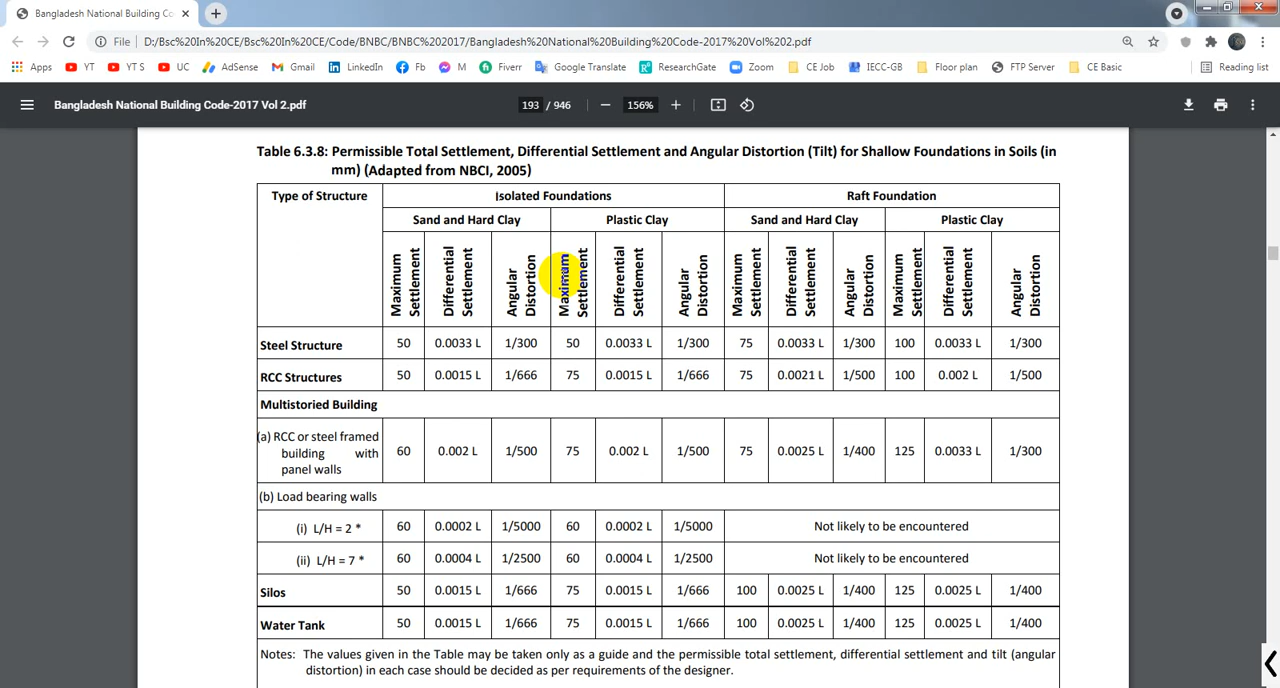 Bangladesh National Building Co
File D:/Bsc%20In%20CE/Bsc%20In%20CE/Code/BNBC/BNBC%202017/Bangladesh%20National%20Building%20Code-2017%20Vol%202.pdf
Apps YT YT S UC AdSense Gmail LinkedIn Fb M Fiverr Google Translate ResearchGate Zoom CE Job IECC-GB Floor plan FTP Server CE Basic Reading list
Bangladesh National Building Code-2017 Vol 2.pdf 193 / 946 156%
Table 6.3.8: Permissible Total Settlement, Differential Settlement and Angular Distortion (Tilt) for Shallow Foundations in Soils (in
mm) (Adapted from NBCI, 2005)
Type of Structure Isolated Foundations Raft Foundation
Sand and Hard Clay Plastic Clay Sand and Hard Clay Plastic Clay
Maximum Settlement Differential Settlement Angular Distortion Maximum Settlement Differential Settlement Angular Distortion Maximum Settlement Differential Settlement Angular Distortion Maximum Settlement Differential Settlement Angular Distortion
Steel Structure 50 0.0033 L 1/300 50 0.0033 L 1/300 75 0.0033 L 1/300 100 0.0033 L 1/300
RCC Structures 50 0.0015 L 1/666 75 0.0015 L 1/666 75 0.0021 L 1/500 100 0.002 L 1/500
Multistoried Building
(a) RCC or steel framed
building with
panel walls
60 0.002 L 1/500 75 0.002 L 1/500 75 0.0025 L 1/400 125 0.0033 L 1/300
(b) Load bearing walls
(i) L/H = 2 * 60 0.0002 L 1/5000 60 0.0002 L 1/5000 Not likely to be encountered
(ii) L/H = 7 * 60 0.0004 L 1/2500 60 0.0004 L 1/2500 Not likely to be encountered
Silos 50 0.0015 L 1/666 75 0.0015 L 1/666 100 0.0025 L 1/400 125 0.0025 L 1/400
Water Tank 50 0.0015 L 1/666 75 0.0015 L 1/666 100 0.0025 L 1/400 125 0.0025 L 1/400
Notes: The values given in the Table may be taken only as a guide and the permissible total settlement, differential settlement and tilt (angular
distortion) in each case should be decided as per requirements of the designer.